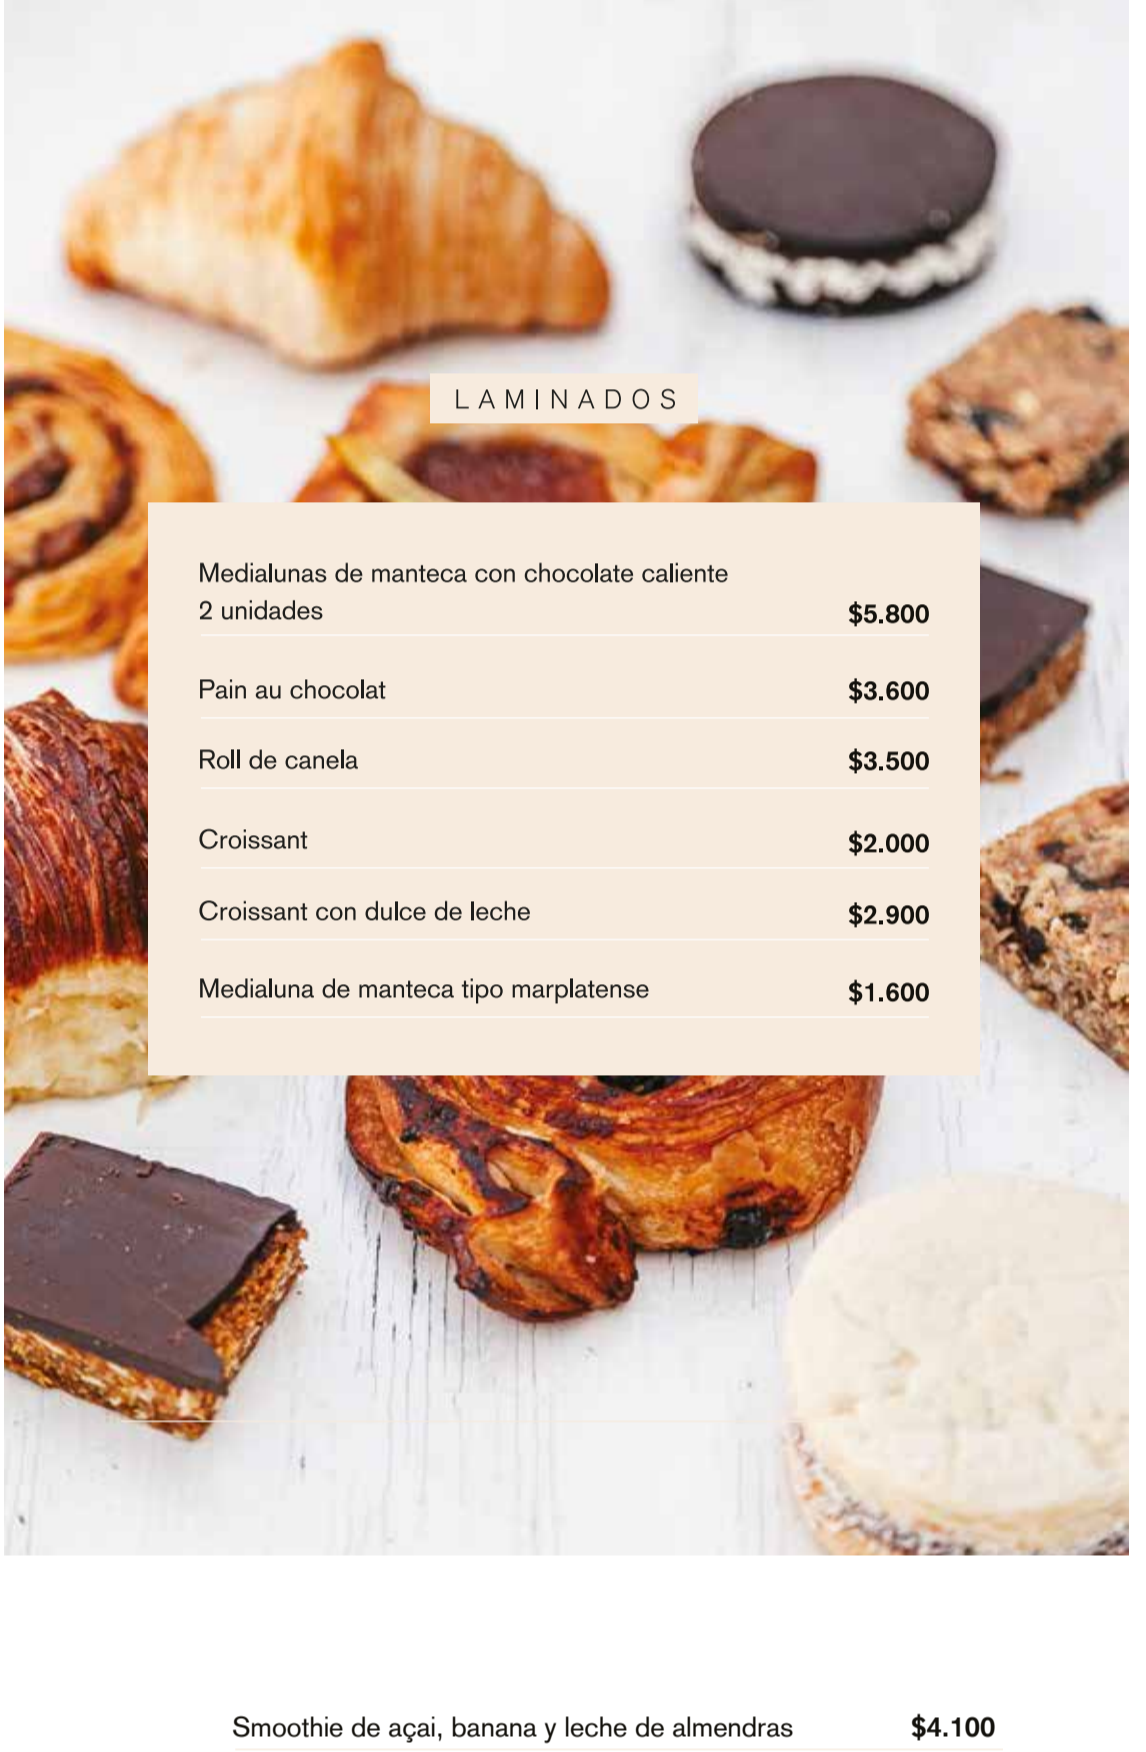 LAMINADOS
Medialunas de manteca con chocolate caliente
2 unidades $5.800
Pain au chocolat $3.600
Roll de canela $3.500
Croissant $2.000
Croissant con dulce de leche $2.900
Medialuna de manteca tipo marplatense $1.600
Smoothie de açai, banana y leche de almendras $4.100